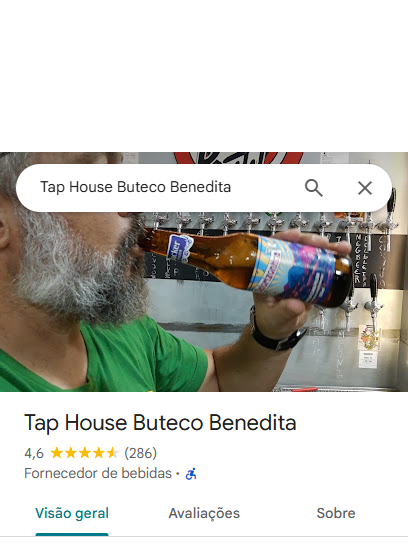 Tap House Buteco Benedita
Tap House Buteco Benedita
4,6 (286)
Fornecedor de bebidas ·
Visão geral
Avaliações
Sobre